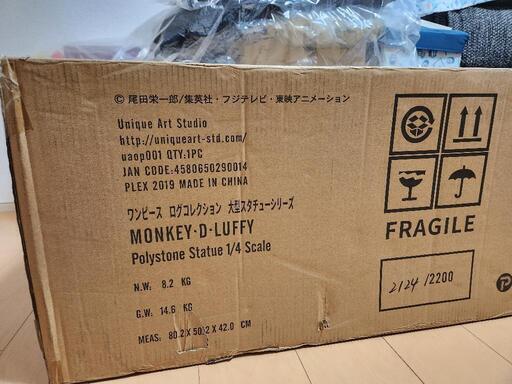 © 尾田栄一郎/集英社・フジテレビ・東映アニメーション
Unique Art Studio
http://uniqueart-std.com/
uaop001 QTY:1PC
JAN CODE:4580650290014
PLEX 2019 MADE IN CHINA
ワンピース ログコレクション 大型スタチューシリーズ
MONKEY・D・LUFFY
Polystone Statue 1/4 Scale
N.W: 8.2 KG
G.W: 14.6 KG
MEAS: 80.2 X 50.2 X 42.0 CM
FRAGILE
2124 /2200